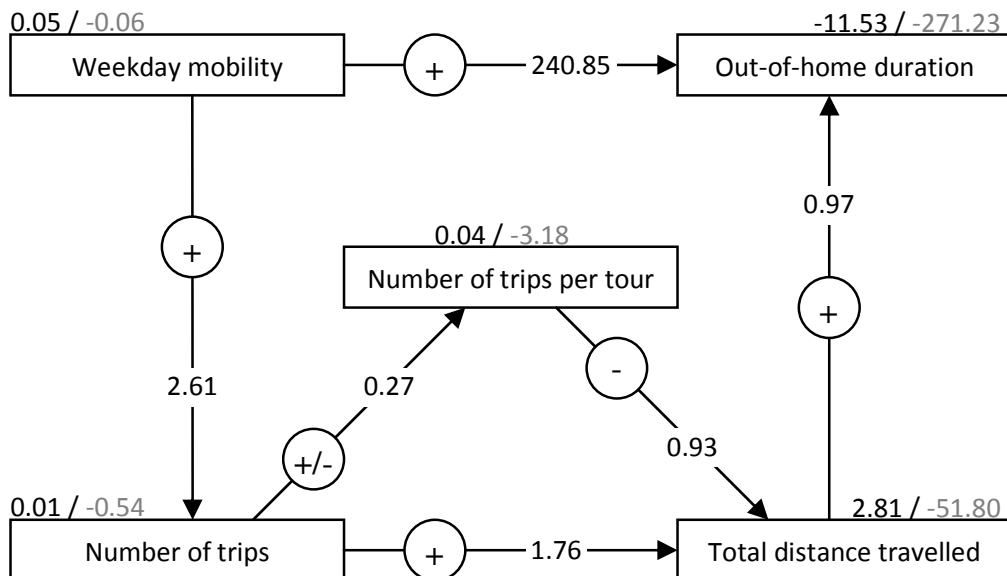 0.05 / -0.06
-11.53 / -271.23
Weekday mobility
+
240.85
Out-of-home duration
0.97
+
0.04 / -3.18
Number of trips per tour
+
-
2.61
0.27
0.93
+/-
0.01 / -0.54
2.81 / -51.80
Number of trips
+
1.76
Total distance travelled